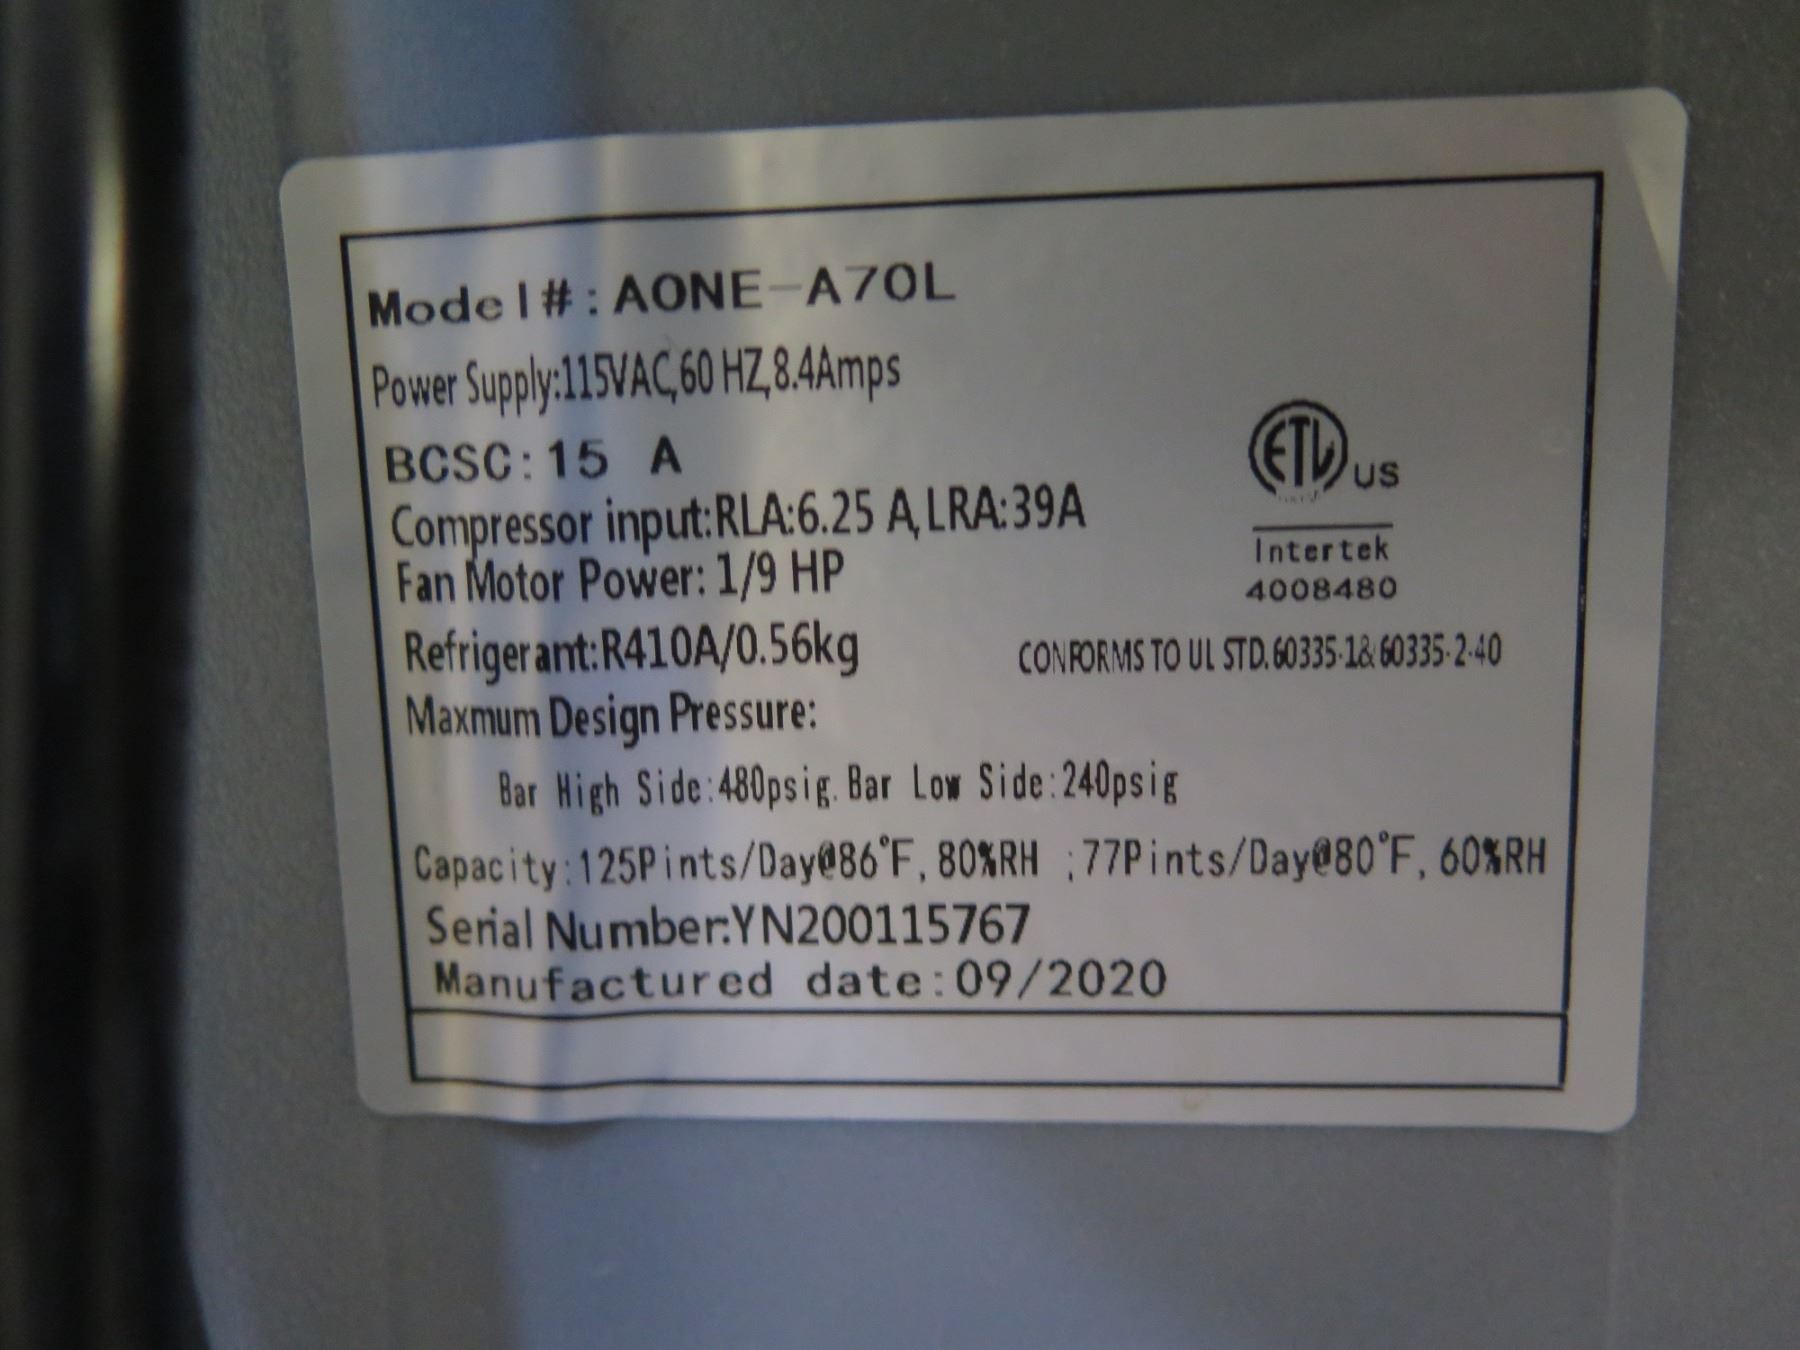 Model#: AONE-A70L
Power Supply:115VAC,60 HZ,8.4Amps
BCSC: 15 A
Compressor input:RLA:6.25 A, LRA:39A
Fan Motor Power: 1/9 HP
ETL US
Intertek
4008480
Refrigerant:R410A/0.56kg
CONFORMS TO UL STD.60335-1&60335-2-40
Maxmum Design Pressure:
Bar High Side:480psig. Bar Low Side:240psig
Capacity:125Pints/Day@86°F, 80%RH ;77Pints/Day@80°F, 60%RH
Serial Number:YN200115767
Manufactured date:09/2020